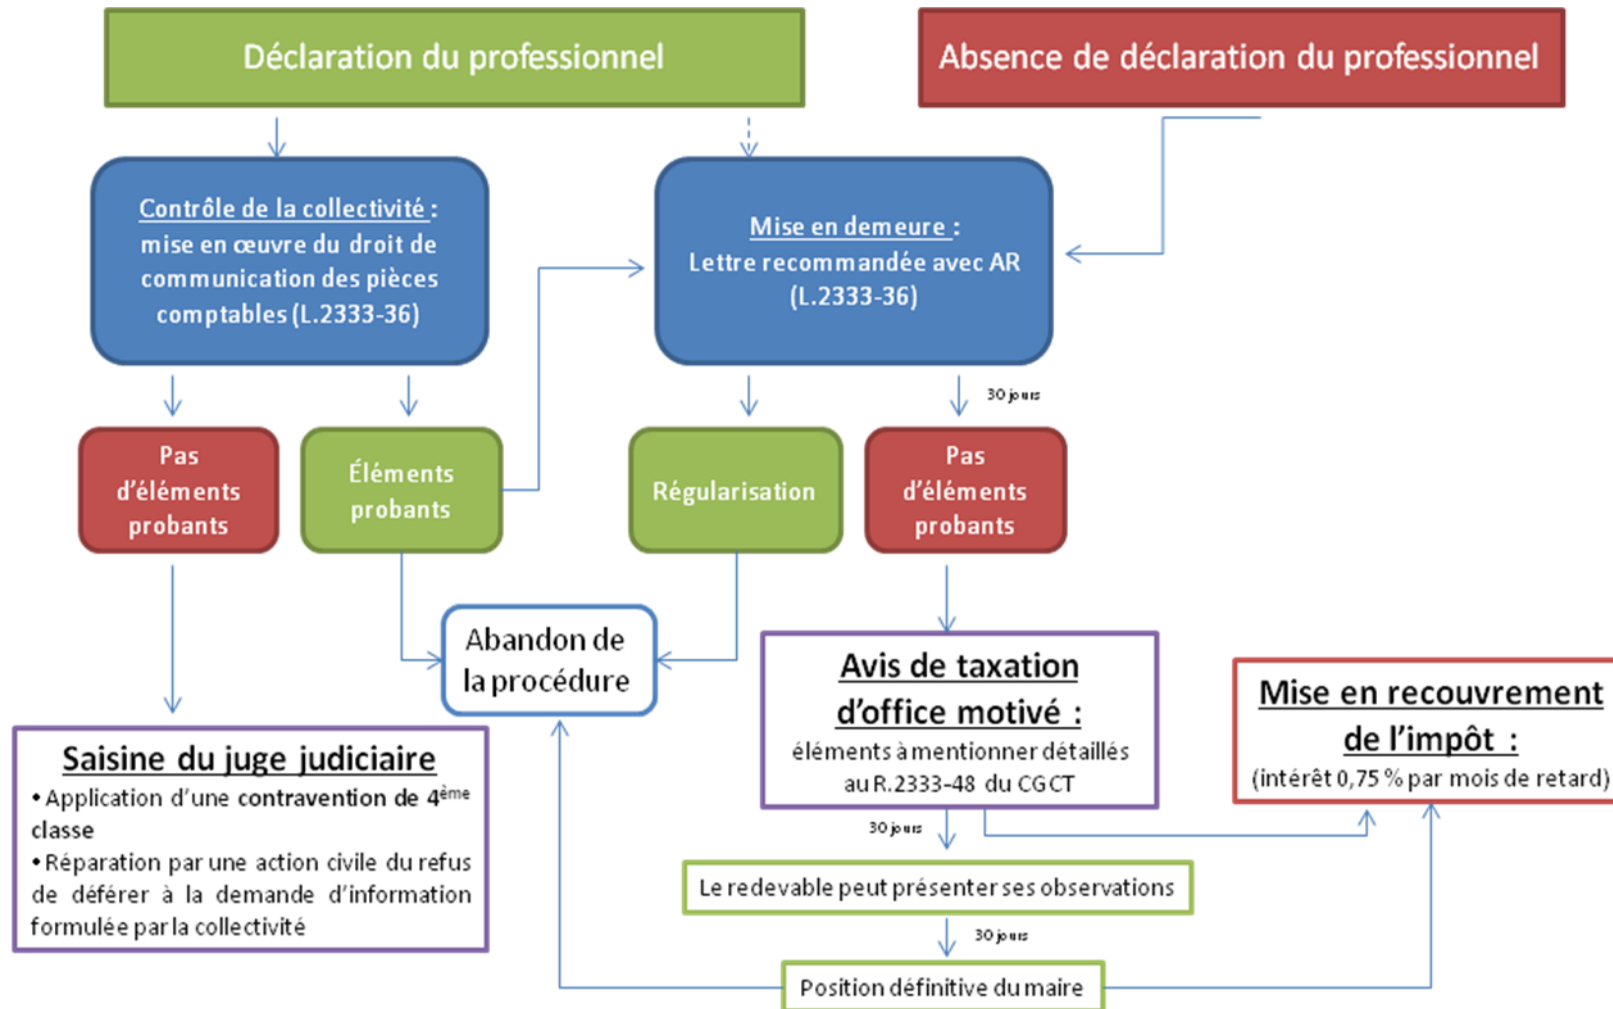 Déclaration du professionnel
Absence de déclaration du professionnel
Contrôle de la collectivité :
mise en œuvre du droit de
communication des pièces
comptables (L.2333-36)
Mise en demeure :
Lettre recommandée avec AR
(L.2333-36)
30 jours
Pas
d'éléments
probants
Éléments
probants
Régularisation
Pas
d'éléments
probants
Abandon de
la procédure
Avis de taxation
d'office motivé :
éléments à mentionner détaillés
au R.2333-48 du CGCT
Mise en recouvrement
de l'impôt :
(intérêt 0,75 % par mois de retard)
Saisine du juge judiciaire
• Application d'une contravention de 4ème
classe
• Réparation par une action civile du refus
de déférer à la demande d'information
formulée par la collectivité
30 jours
Le redevable peut présenter ses observations
30 jours
Position définitive du maire